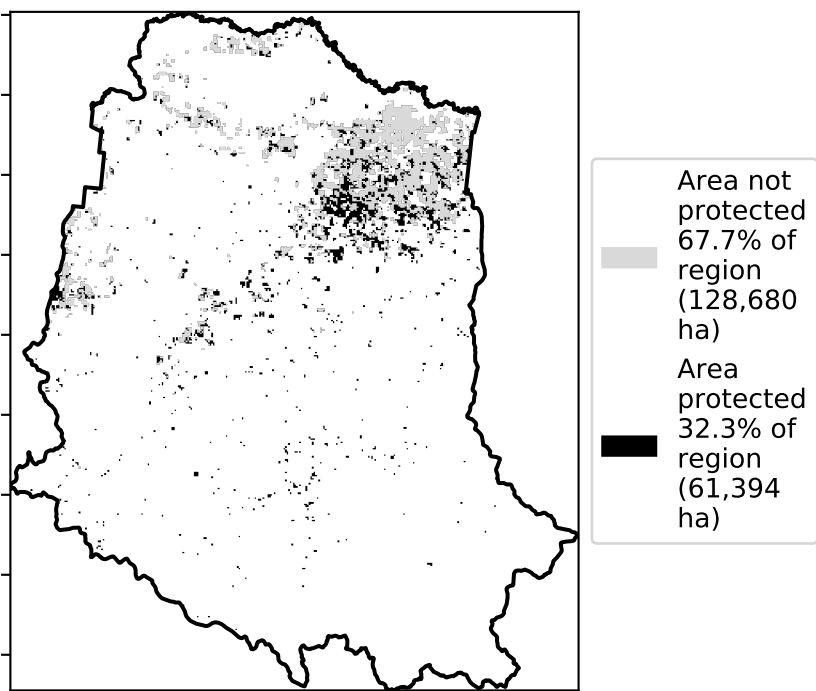 Area not
protected
67.7% of
region
(128,680
ha)
Area
protected
32.3% of
region
(61,394
ha)